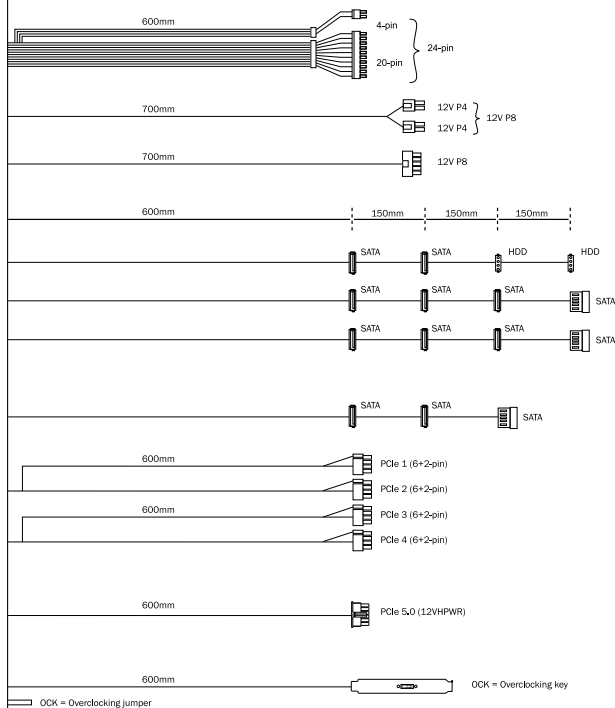 600mm
4-pin
24-pin
20-pin
700mm
12V P4
12V P8
12V P4
700mm
12V P8
600mm 150mm 150mm 150mm
SATA SATA HDD HDD
SATA SATA SATA SATA
SATA SATA SATA SATA
SATA SATA SATA
600mm
PCIe 1 (6+2-pin)
PCIe 2 (6+2-pin)
600mm
PCIe 3 (6+2-pin)
PCIe 4 (6+2-pin)
600mm
PCIe 5.0 (12VHPWR)
600mm
OCK = Overclocking key
OCK = Overclocking jumper